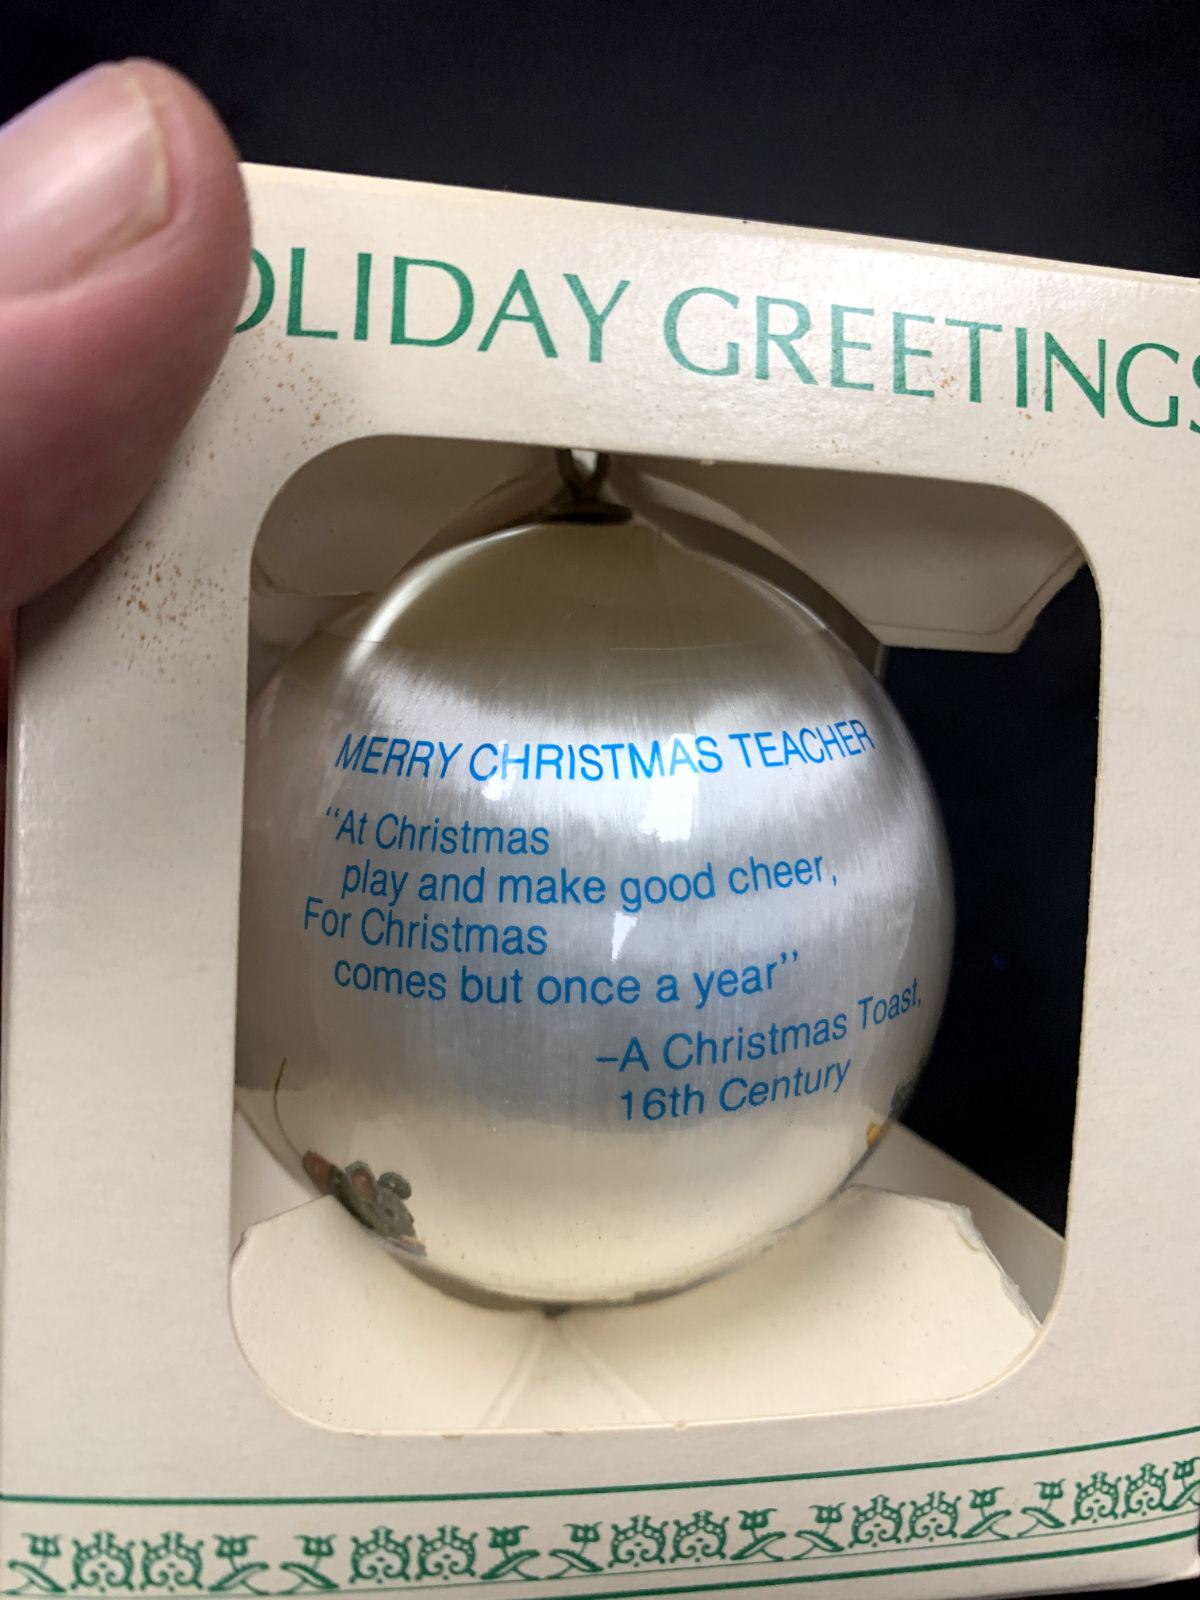 OLIDAY GREETINGS
MERRY CHRISTMAS TEACHER
“At Christmas
play and make good cheer,
For Christmas
comes but once a year”
–A Christmas Toast,
16th Century